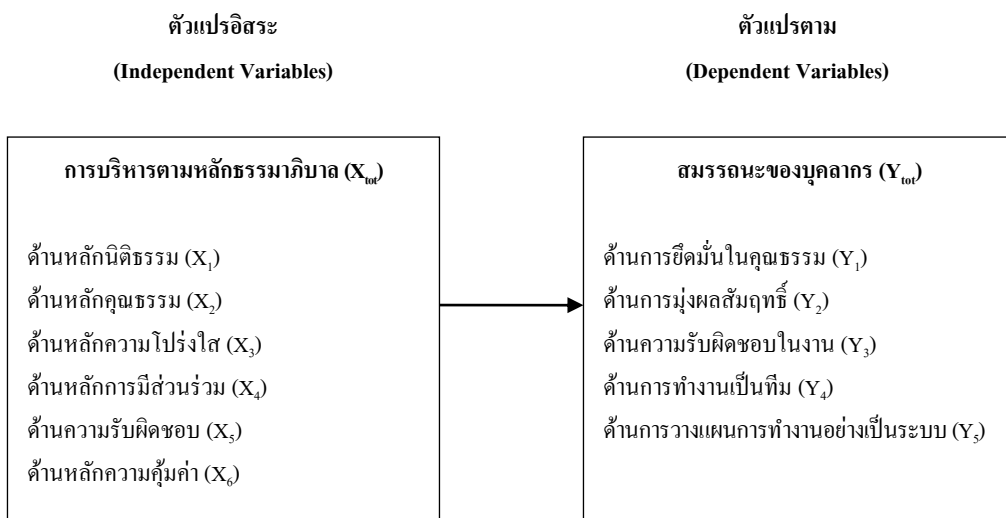 ตัวแปรอิสระ
(Independent Variables)
ตัวแปรตาม
(Dependent Variables)
การบริหารตามหลักธรรมาภิบาล (Xtot)
ด้านหลักนิติธรรม (X1)
ด้านหลักคุณธรรม (X2)
ด้านหลักความโปร่งใส (X3)
ด้านหลักการมีส่วนร่วม (X4)
ด้านความรับผิดชอบ (X5)
ด้านหลักความคุ้มค่า (X6)
สมรรถนะของบุคลากร (Ytot)
ด้านการยึดมั่นในคุณธรรม (Y1)
ด้านการมุ่งผลสัมฤทธิ์ (Y2)
ด้านความรับผิดชอบในงาน (Y3)
ด้านการทำงานเป็นทีม (Y4)
ด้านการวางแผนการทำงานอย่างเป็นระบบ (Y5)